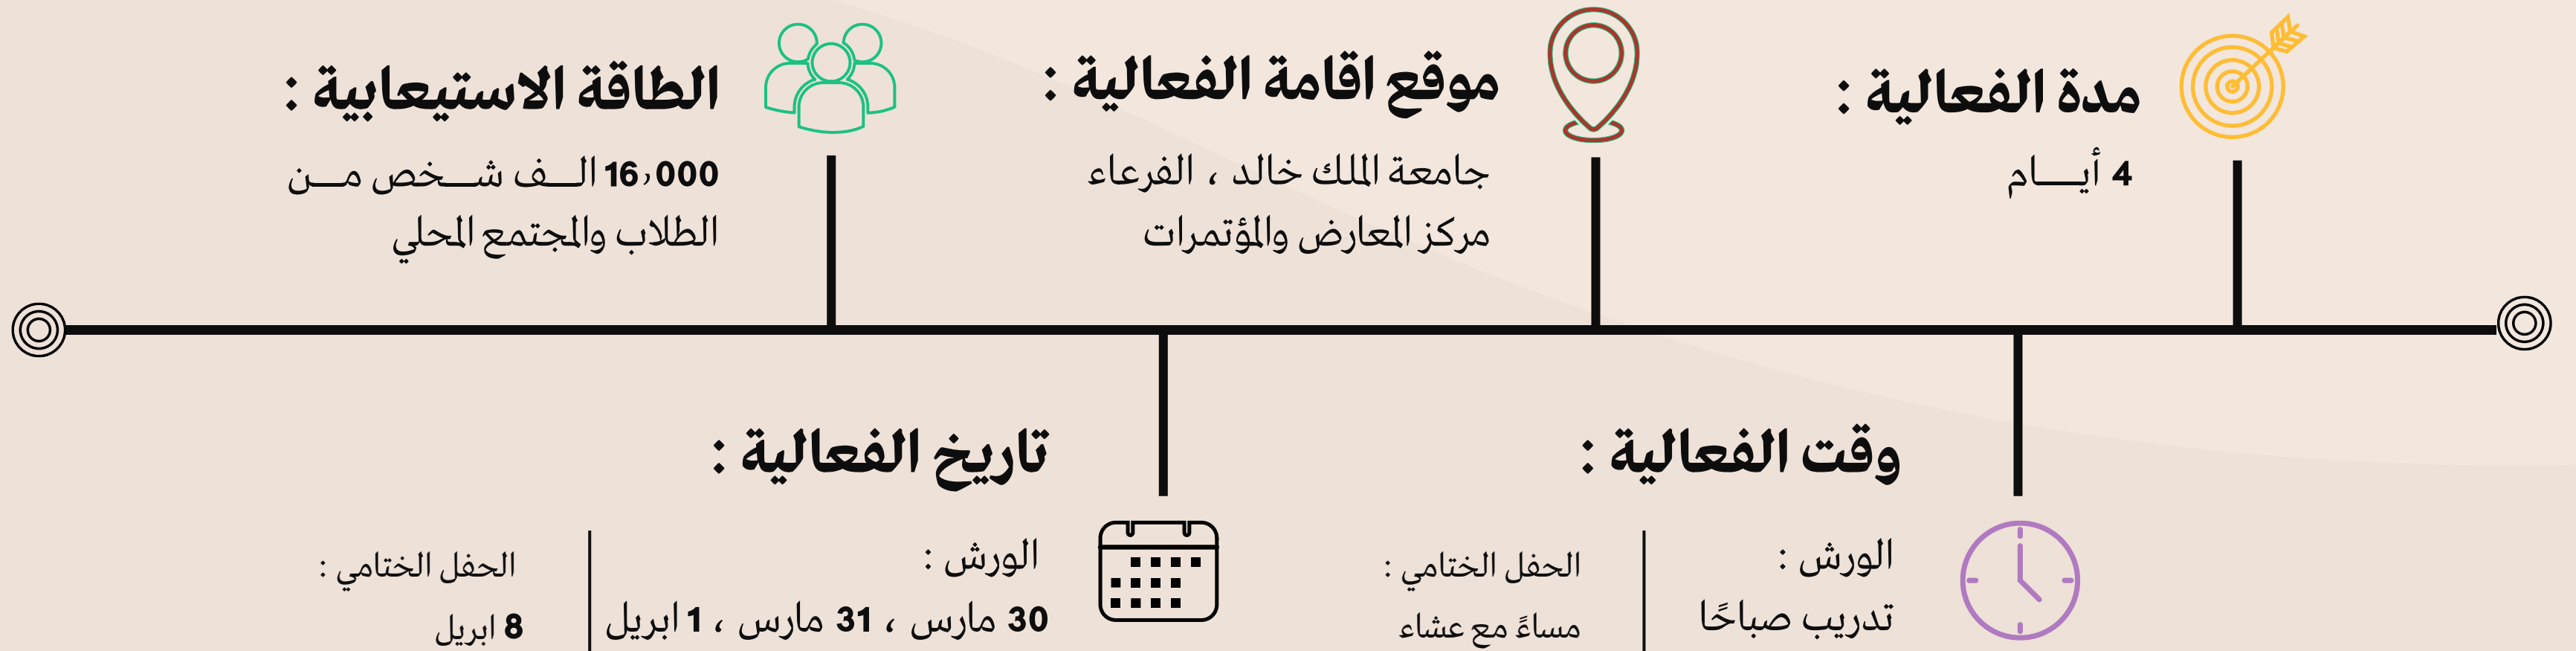 مدة الفعالية :
4 أيــــام
موقع اقامة الفعالية :
جامعة الملك خالد ، الفرعاء
مركز المعارض والمؤتمرات
الطاقة الاستيعابية :
16,000 الـــف شـــخص مـــن
الطلاب والمجتمع المحلي
وقت الفعالية :
الورش :
تدريب صباحًا
الحفل الختامي :
مساءً مع عشاء
تاريخ الفعالية :
الورش :
30 مارس ، 31 مارس ، 1 ابريل
الحفل الختامي :
8 ابريل